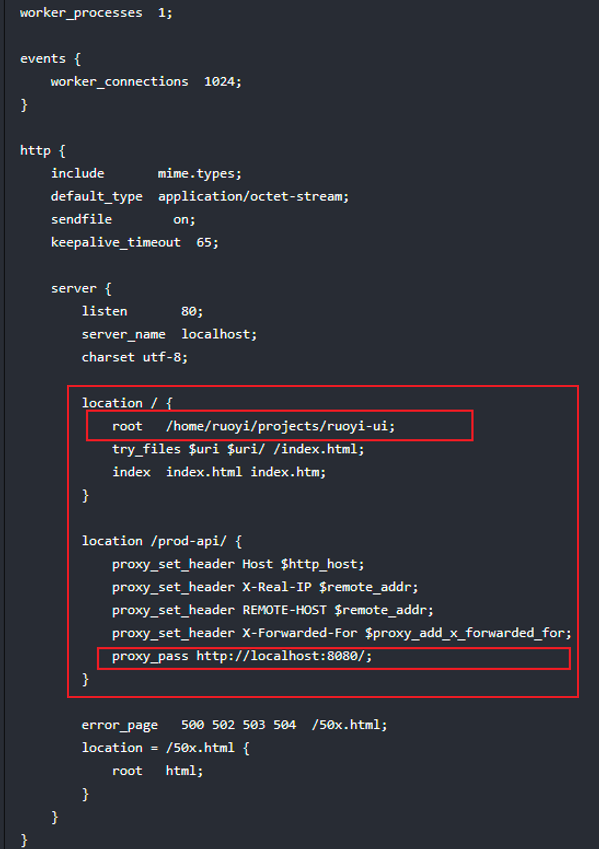 worker_processes  1;

events {
    worker_connections  1024;
}

http {
    include       mime.types;
    default_type  application/octet-stream;
    sendfile        on;
    keepalive_timeout  65;

    server {
        listen       80;
        server_name  localhost;
        charset utf-8;

        location / {
            root   /home/ruoyi/projects/ruoyi-ui;
            try_files $uri $uri/ /index.html;
            index  index.html index.htm;
        }

        location /prod-api/ {
            proxy_set_header Host $http_host;
            proxy_set_header X-Real-IP $remote_addr;
            proxy_set_header REMOTE-HOST $remote_addr;
            proxy_set_header X-Forwarded-For $proxy_add_x_forwarded_for;
            proxy_pass http://localhost:8080/;
        }

        error_page   500 502 503 504  /50x.html;
        location = /50x.html {
            root   html;
        }
    }
}